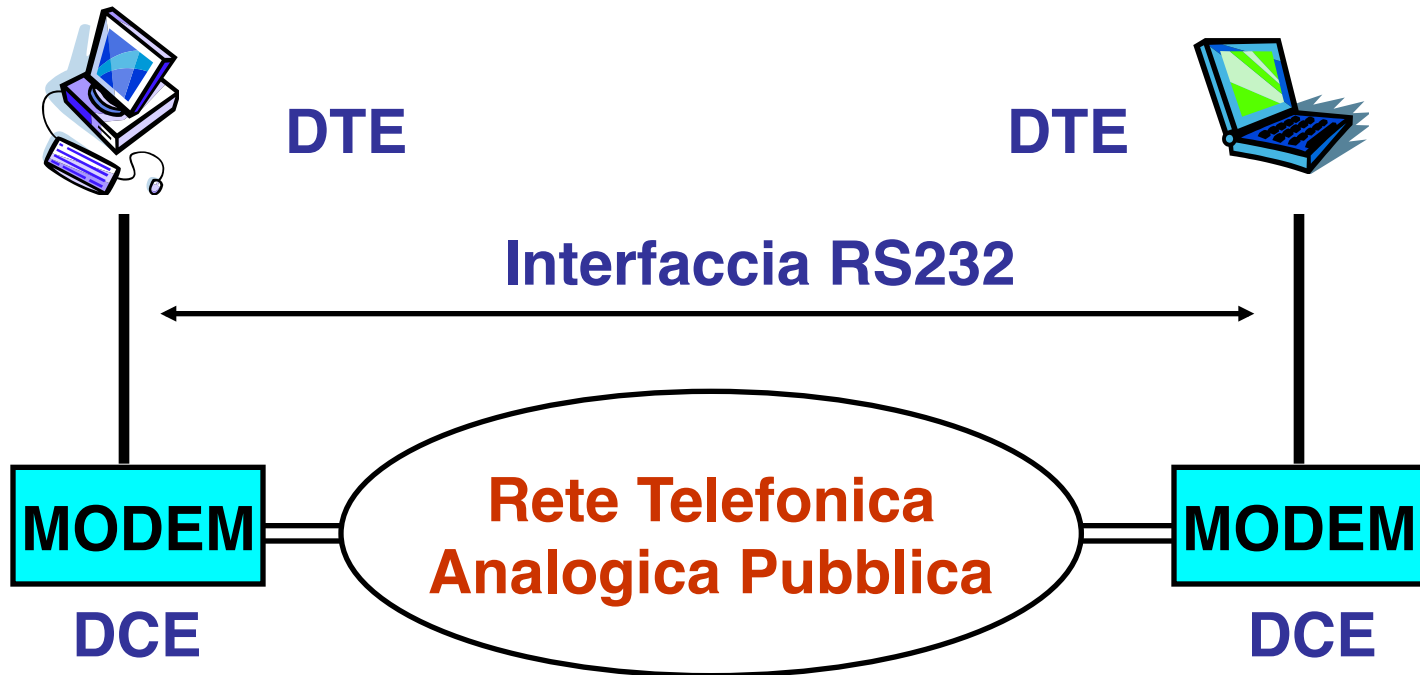 DTE
DTE
Interfaccia RS232
Rete Telefonica
Analogica Pubblica
MODEM
MODEM
DCE
DCE